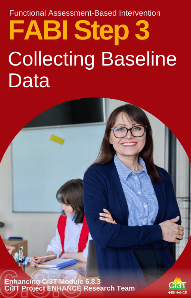 Functional Assessment-Based Intervention
FABI Step 3
Collecting Baseline
Data
Enhancing Ci3T Module 6.8.3
Ci3T Project ENHANCE Research Team
Ci3T